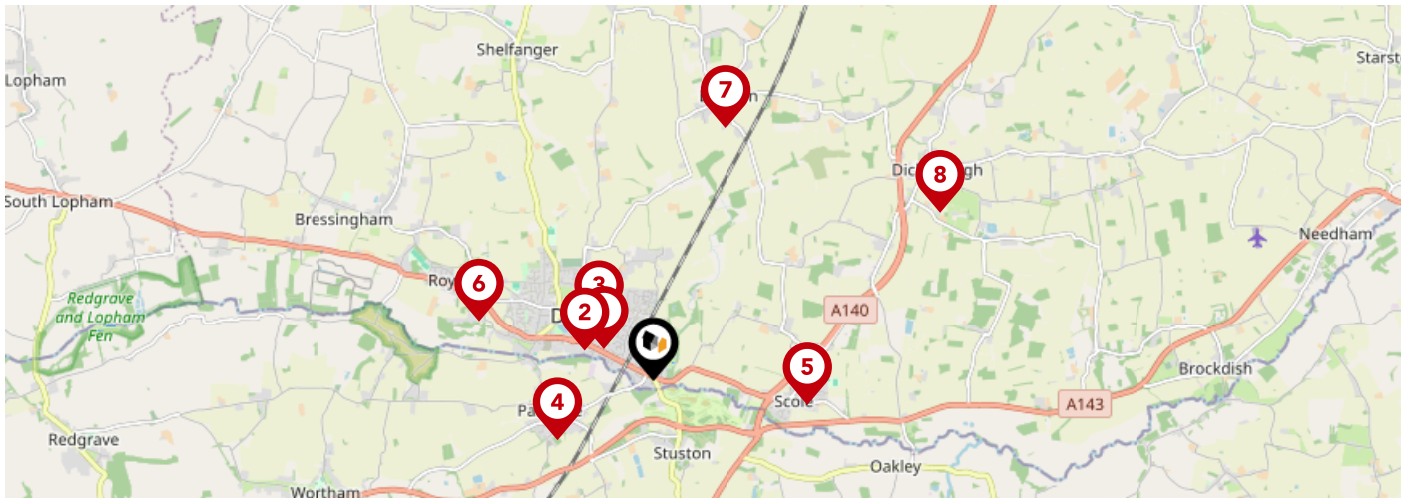 Shelfanger
Starst
Lopham
7
8
South Lopham
Bressingham
Needham
Roy
6
3
Redgrave
and Lopham
Fen
2
D
A140
5
Brockdish
4
Scole
A143
Redgrave
Stuston
Oakley
Wortham